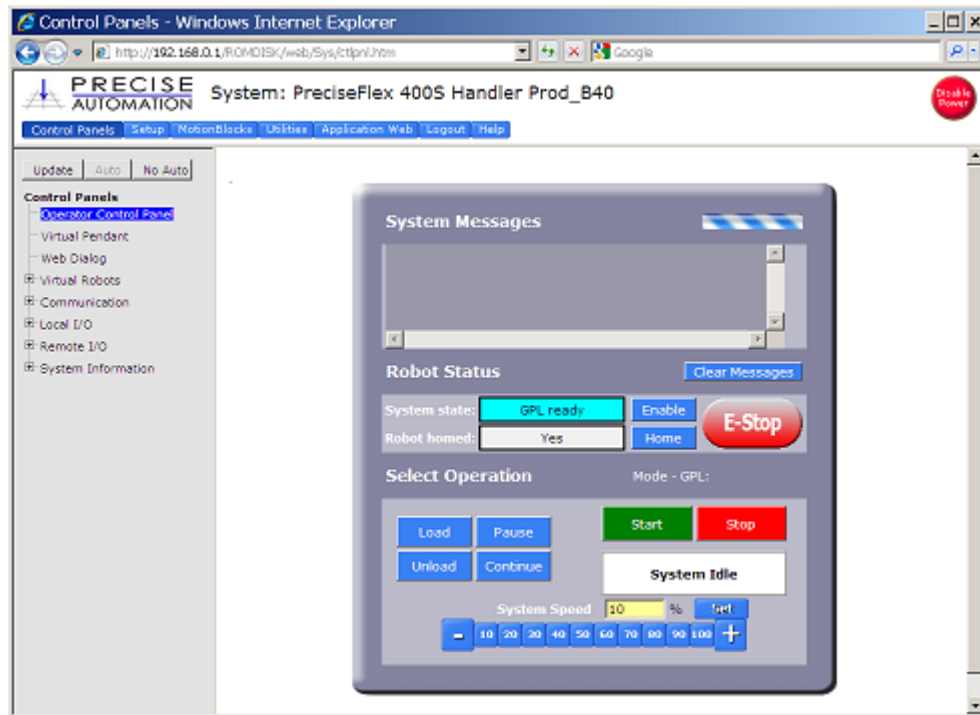 Control Panels - Windows Internet Explorer
http://192.168.0.1/ROMDISK/web/Sys/ctlpnl.htm
Google
PRECISE
AUTOMATION
System: PreciseFlex 400S Handler Prod_B40
Disable
Power
Control Panels Setup MotionBlocks Utilities Application Web Logout Help
Update Auto No Auto
Control Panels
Operator Control Panel
Virtual Pendant
Web Dialog
Virtual Robots
Communication
Local I/O
Remote I/O
System Information
System Messages
Robot Status
Clear Messages
System state: GPL ready Enable
E-Stop
Robot homed: Yes Home
Select Operation
Mode - GPL:
Load Pause
Start Stop
Unload Continue
System Idle
System Speed 10 % Set
- 10 20 30 40 50 60 70 80 90 100 +